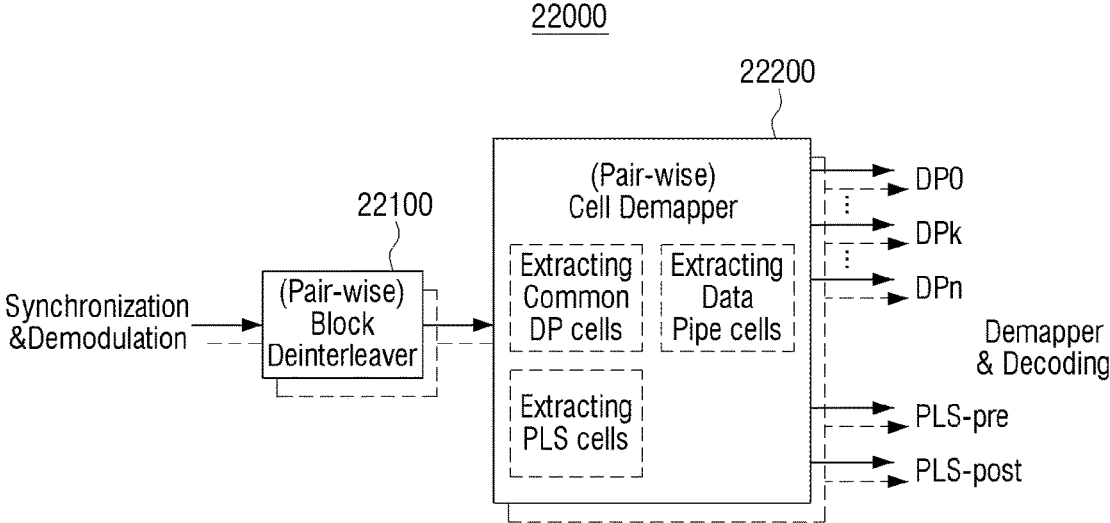 22000
22200
22100
(Pair-wise)
Cell Demapper
Extracting
Common
DP cells
Extracting
Data
Pipe cells
Extracting
PLS cells
(Pair-wise)
Block
Deinterleaver
Synchronization
&Demodulation
DP0
⋮
DPk
⋮
DPn
Demapper
& Decoding
PLS-pre
PLS-post